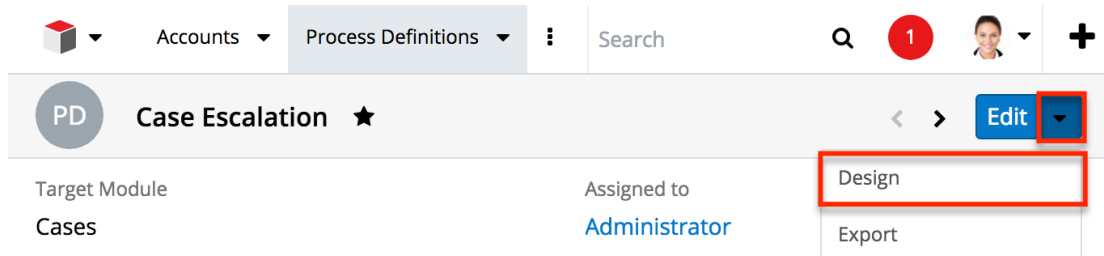 Accounts Process Definitions Search 1
PD Case Escalation Edit
Target Module Assigned to Design
Cases Administrator Export